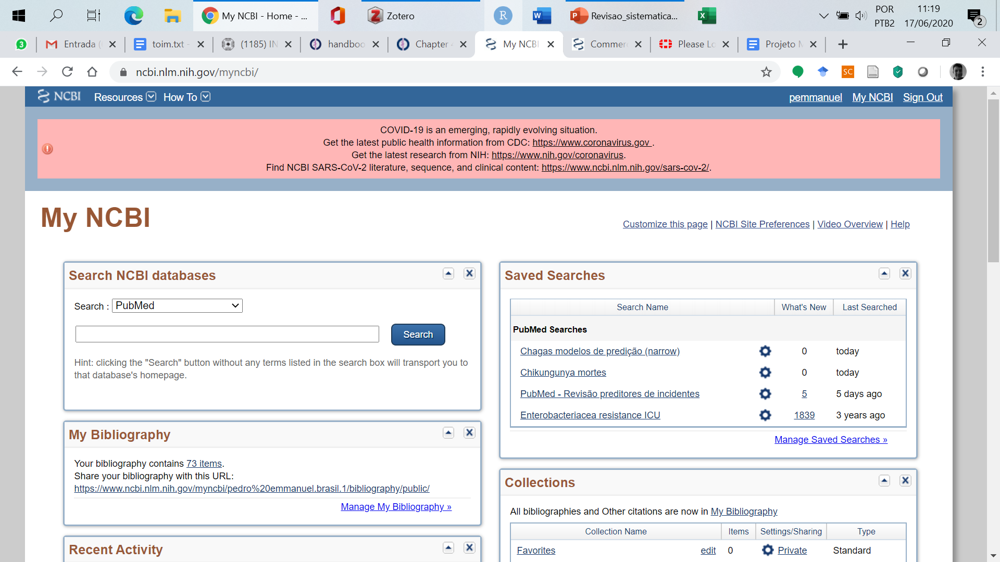 My NCBI - Home - ...
Zotero
Revisao_sistematica...
POR
PTB2
11:19
17/06/2020
2
3
Entrada (
toim.txt -
(1185) IN
handboo
Chapter
My NCBI
Commerc
Please Lo
Projeto M
ncbi.nlm.nih.gov/myncbi/
SC
NCBI
Resources
How To
pemmanuel
My NCBI
Sign Out
COVID-19 is an emerging, rapidly evolving situation.
Get the latest public health information from CDC: https://www.coronavirus.gov .
Get the latest research from NIH: https://www.nih.gov/coronavirus.
Find NCBI SARS-CoV-2 literature, sequence, and clinical content: https://www.ncbi.nlm.nih.gov/sars-cov-2/.
My NCBI
Customize this page | NCBI Site Preferences | Video Overview | Help
Search NCBI databases
Search : PubMed
Search
Hint: clicking the "Search" button without any terms listed in the search box will transport you to
that database's homepage.
My Bibliography
Your bibliography contains 73 items.
Share your bibliography with this URL:
https://www.ncbi.nlm.nih.gov/myncbi/pedro%20emmanuel.brasil.1/bibliography/public/
Manage My Bibliography »
Recent Activity
Saved Searches
Search Name What's New Last Searched
PubMed Searches
Chagas modelos de predição (narrow) 0 today
Chikungunya mortes 0 today
PubMed - Revisão preditores de incidentes 5 5 days ago
Enterobacteriacea resistance ICU 1839 3 years ago
Manage Saved Searches »
Collections
All bibliographies and Other citations are now in My Bibliography
Collection Name Items Settings/Sharing Type
Favorites edit 0 Private Standard